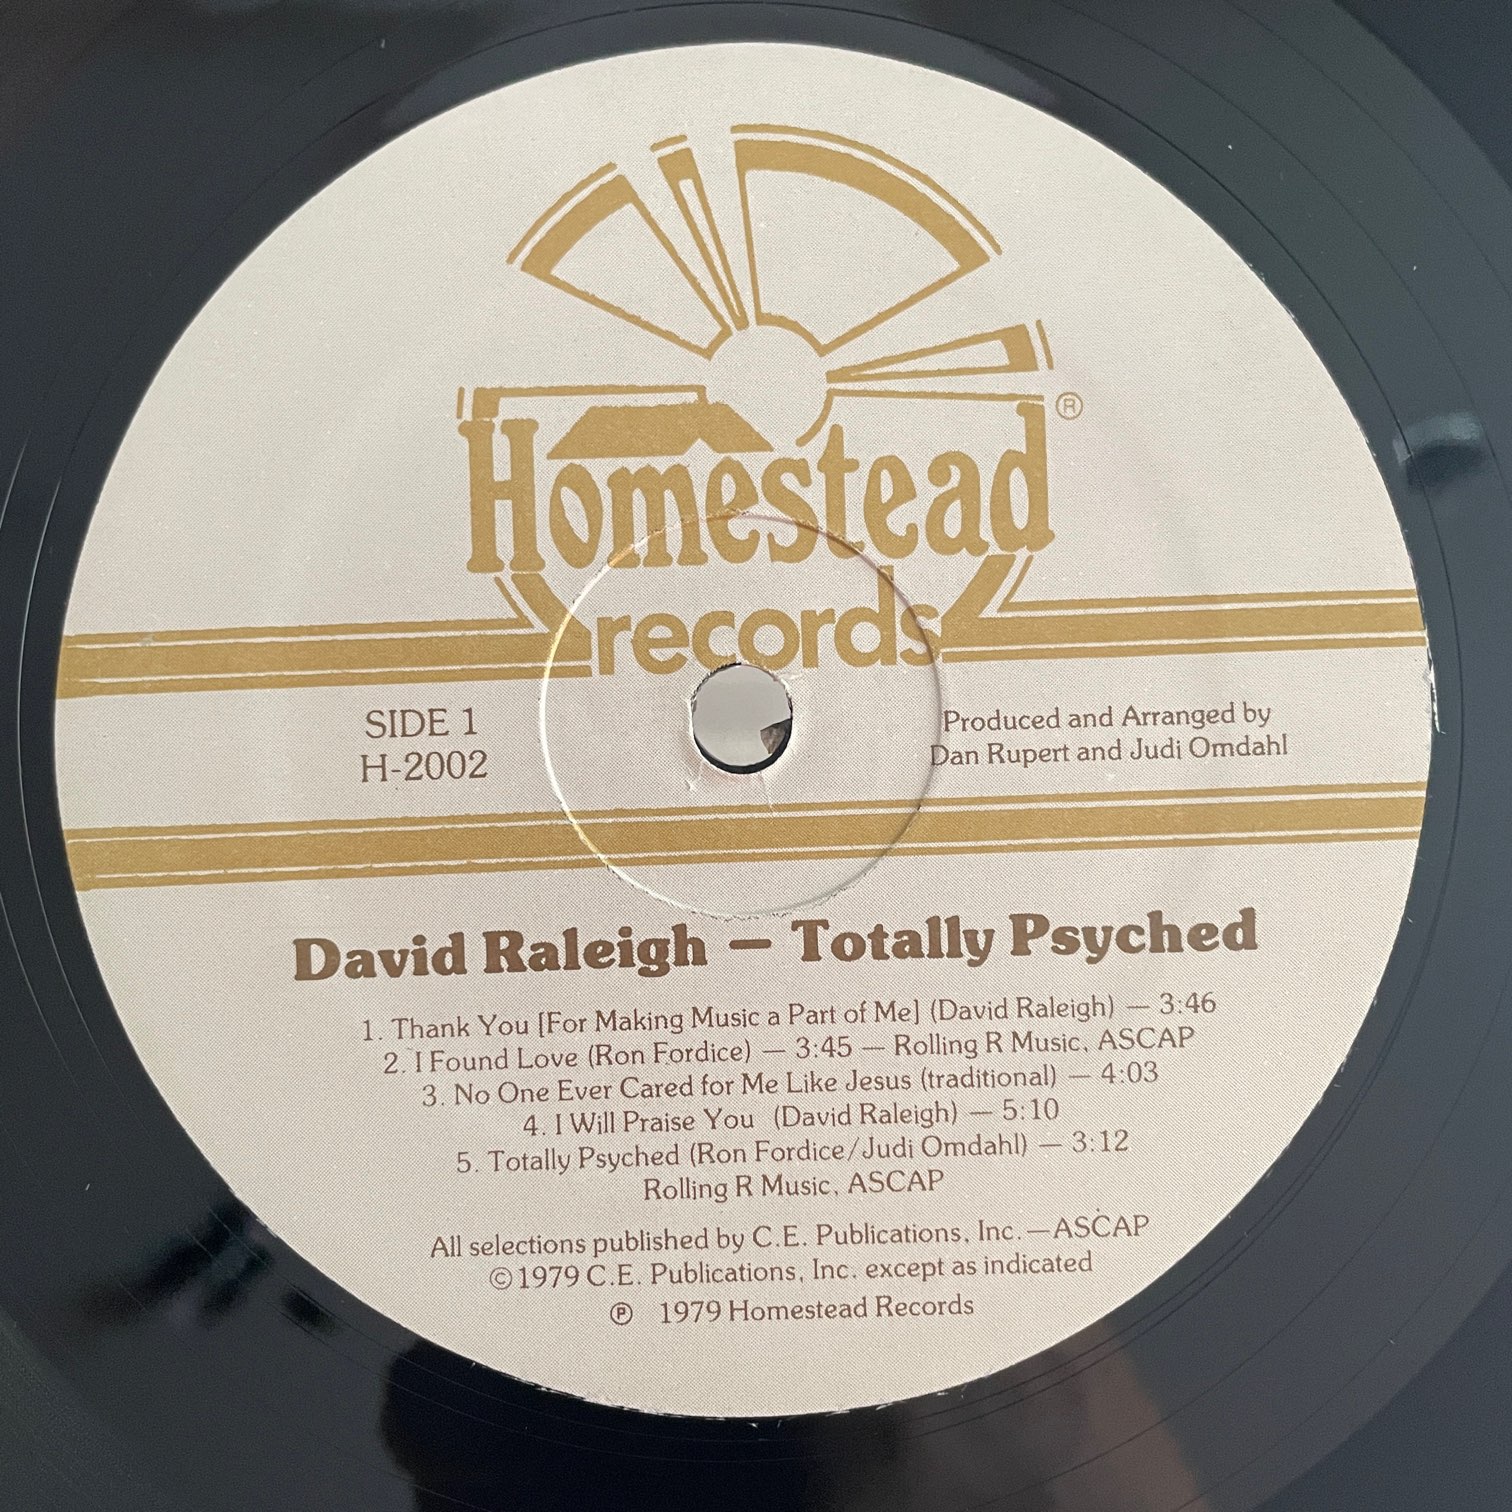 Homestead ®
records
SIDE 1
H-2002
Produced and Arranged by
Dan Rupert and Judi Omdahl
David Raleigh — Totally Psyched
1. Thank You [For Making Music a Part of Me] (David Raleigh) — 3:46
2. I Found Love (Ron Fordice) — 3:45 — Rolling R Music, ASCAP
3. No One Ever Cared for Me Like Jesus (traditional) — 4:03
4. I Will Praise You (David Raleigh) — 5:10
5. Totally Psyched (Ron Fordice/Judi Omdahl) — 3:12
Rolling R Music, ASCAP
All selections published by C.E. Publications, Inc.—ASCAP
©1979 C.E. Publications, Inc. except as indicated
℗ 1979 Homestead Records